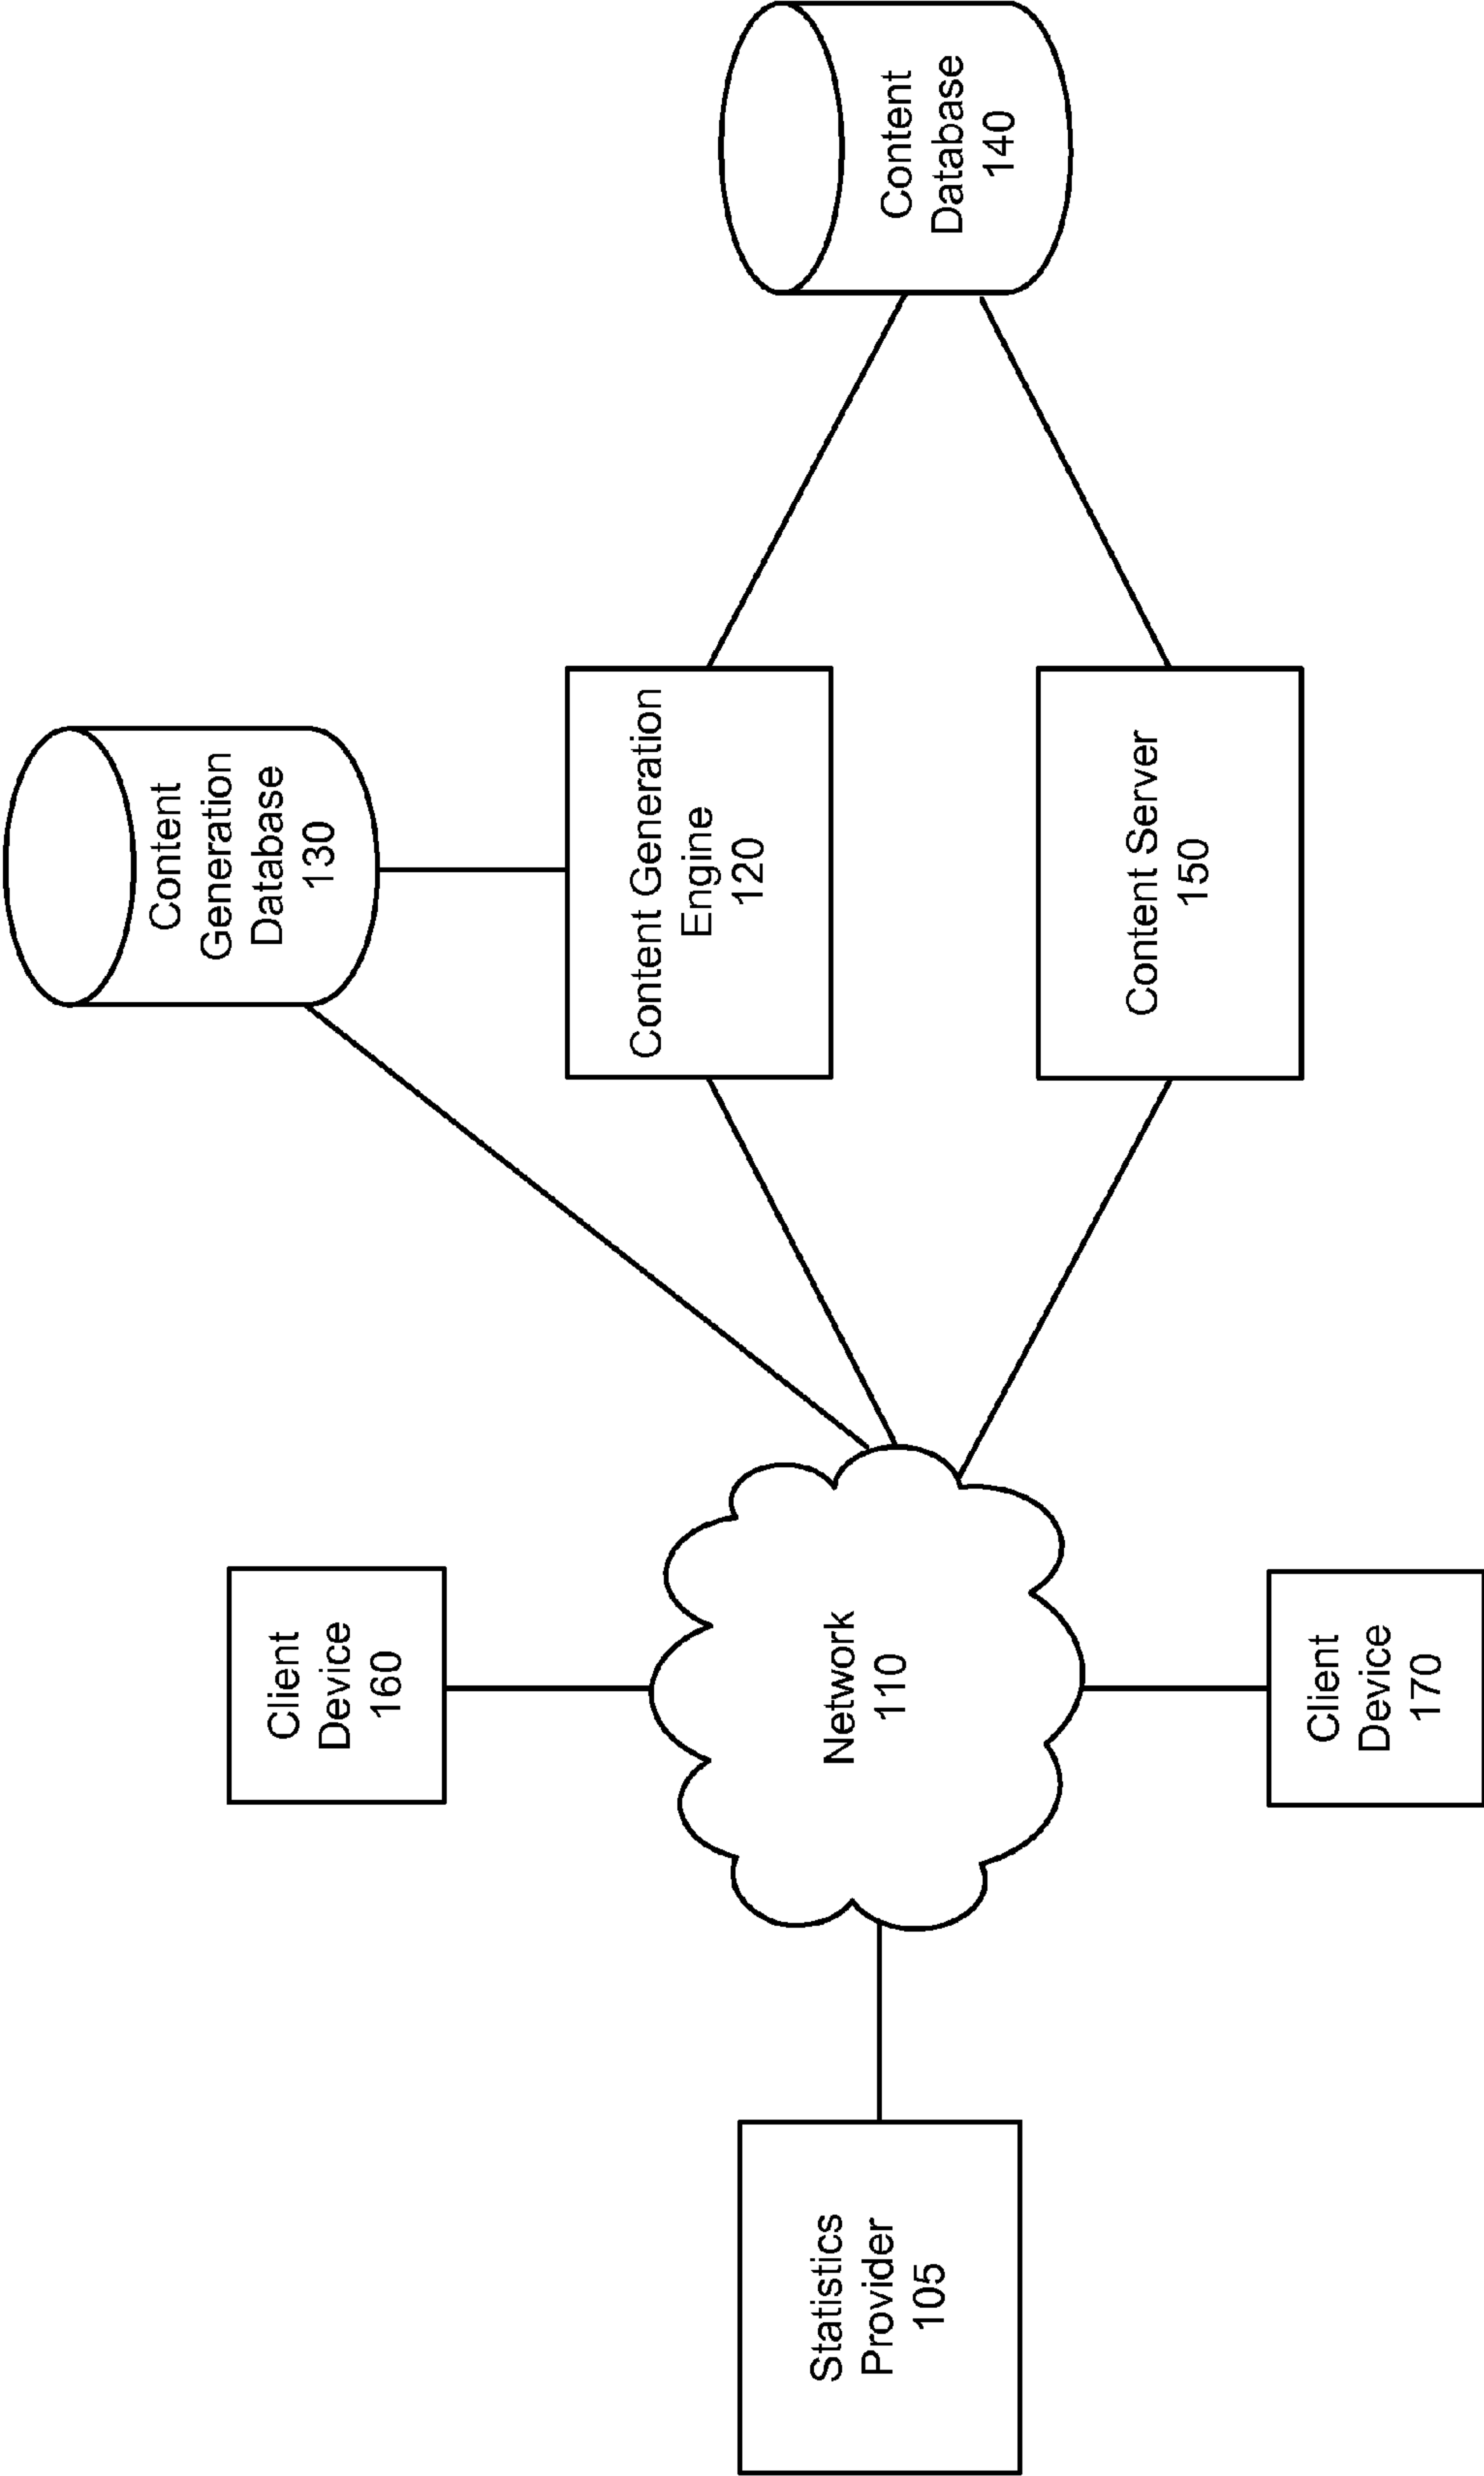 Content
Generation
Database
130
Client
Device
160
Content Generation
Engine
120
Content
Database
140
Statistics
Provider
105
Network
110
Content Server
150
Client
Device
170